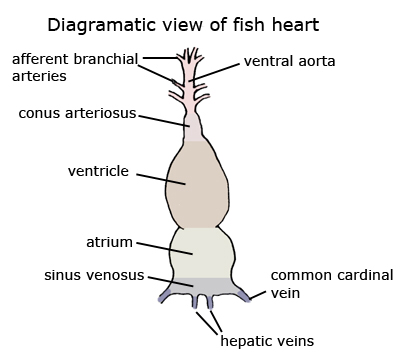 Diagramatic view of fish heart
afferent branchial
arteries
ventral aorta
conus arteriosus
ventricle
atrium
sinus venosus
common cardinal
vein
hepatic veins